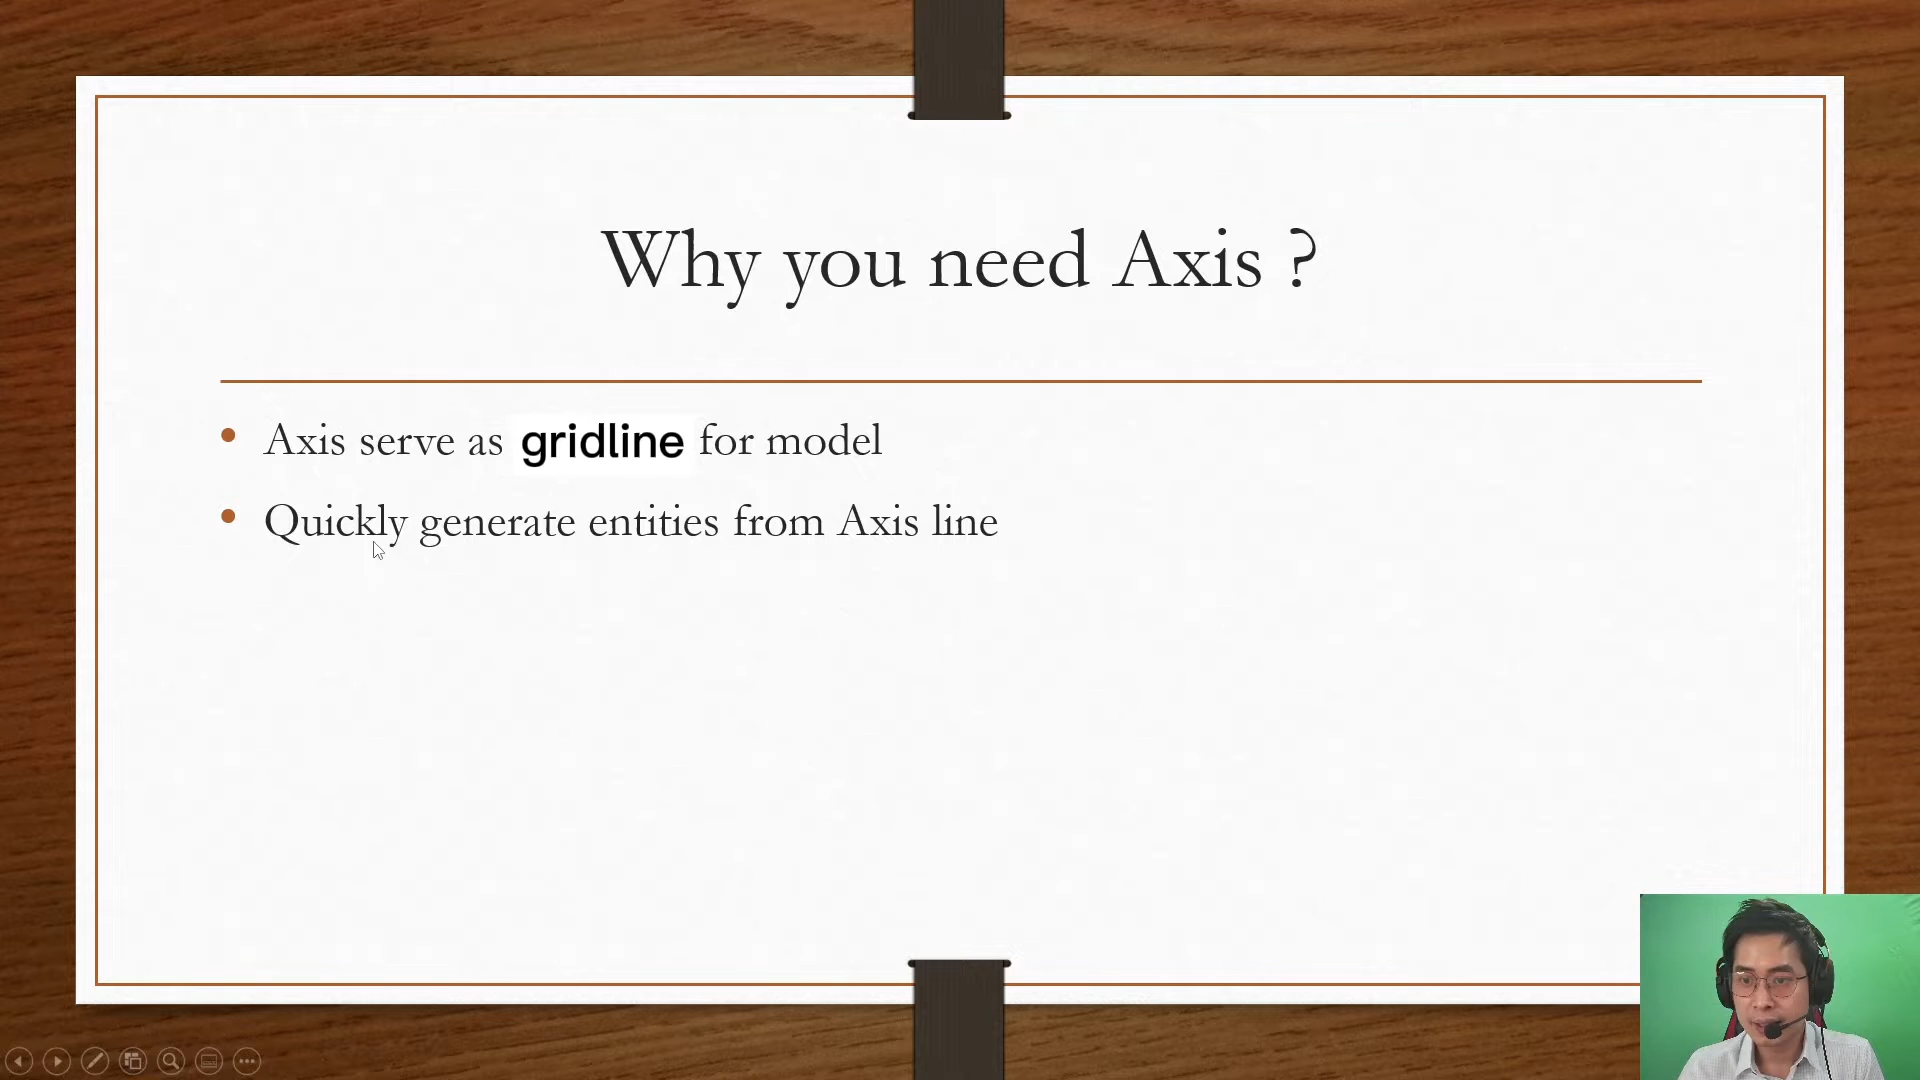 Why you need Axis ?
Axis serve as gridline for model
Quickly generate entities from Axis line